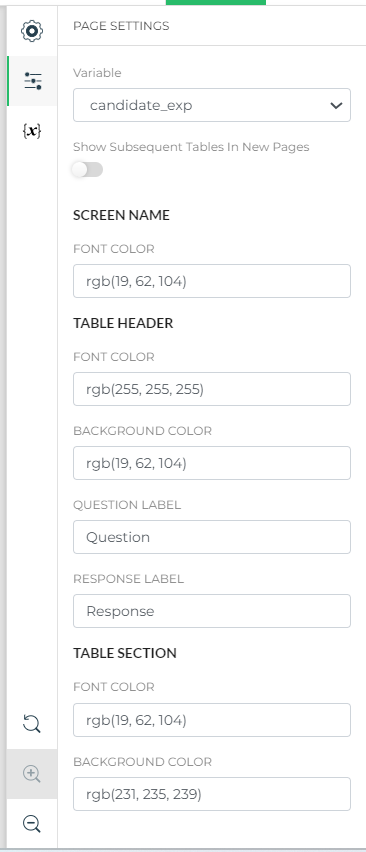 PAGE SETTINGS
Variable
candidate_exp
{x}
Show Subsequent Tables In New Pages
SCREEN NAME
FONT COLOR
rgb(19, 62, 104)
TABLE HEADER
FONT COLOR
rgb(255, 255, 255)
BACKGROUND COLOR
rgb(19, 62, 104)
QUESTION LABEL
Question
RESPONSE LABEL
Response
TABLE SECTION
FONT COLOR
rgb(19, 62, 104)
BACKGROUND COLOR
rgb(231, 235, 239)